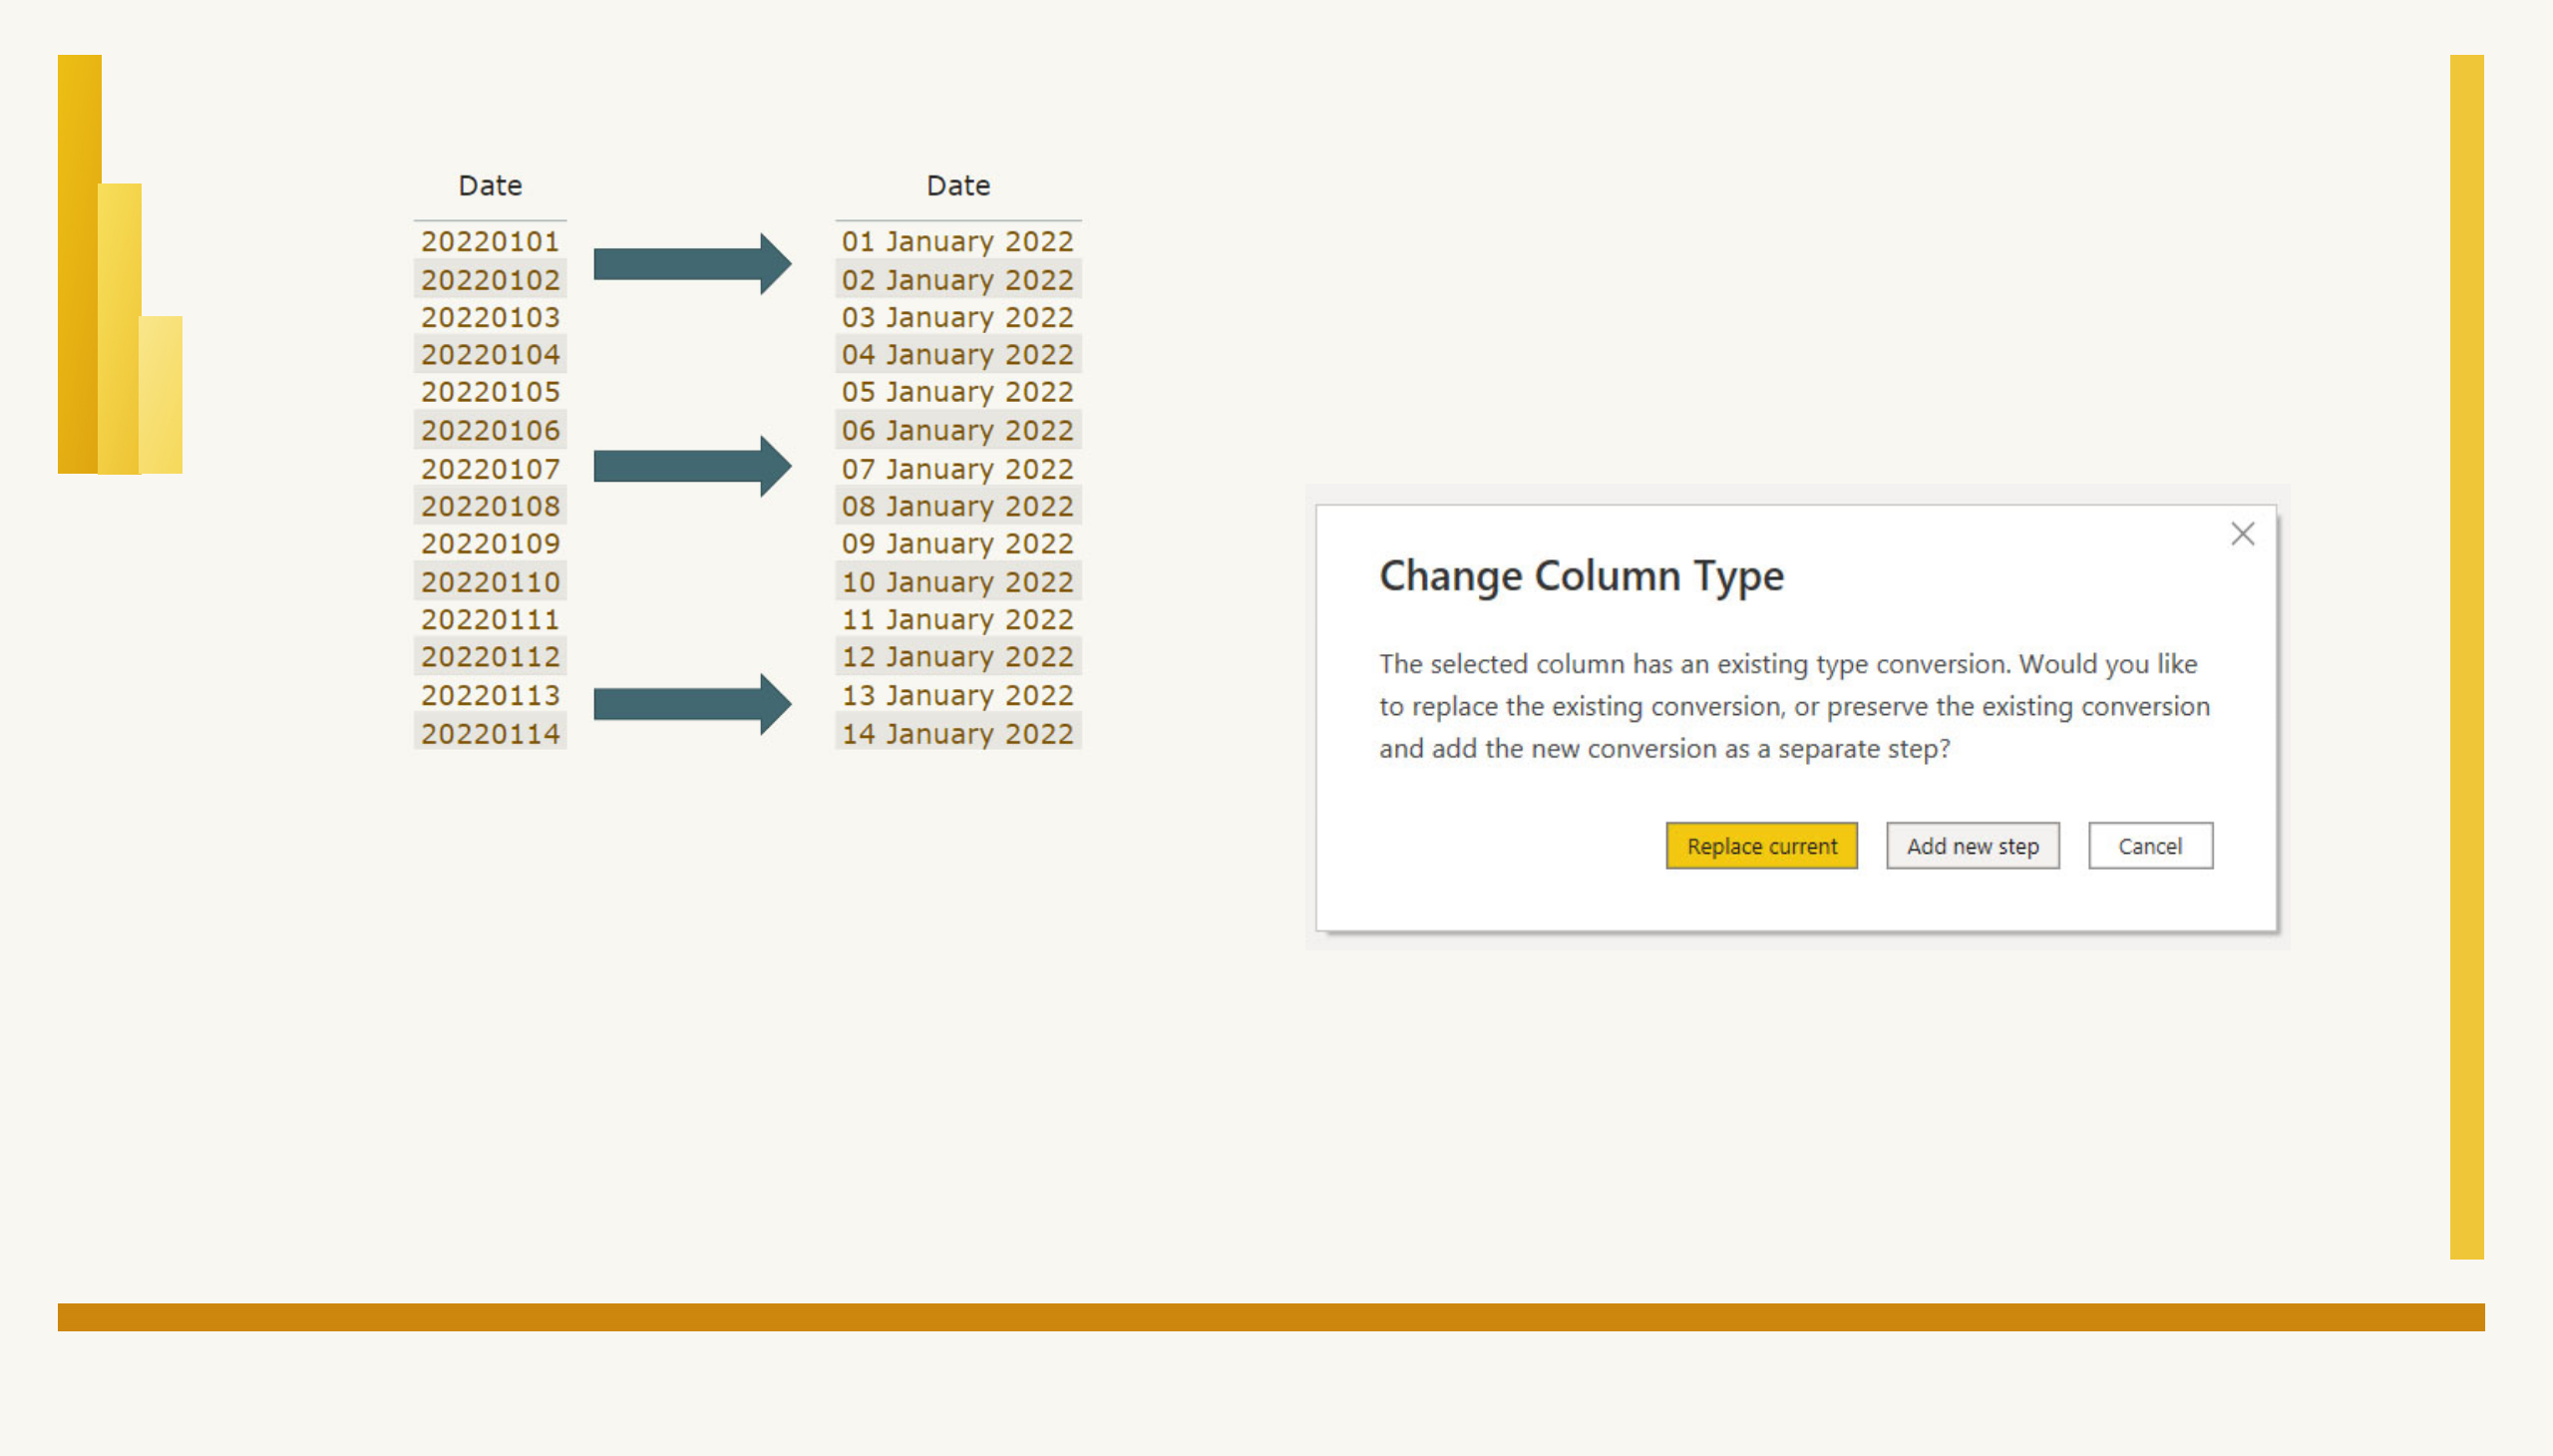 Date
20220101
20220102
20220103
20220104
20220105
20220106
20220107
20220108
20220109
20220110
20220111
20220112
20220113
20220114
Date
01 January 2022
02 January 2022
03 January 2022
04 January 2022
05 January 2022
06 January 2022
07 January 2022
08 January 2022
09 January 2022
10 January 2022
11 January 2022
12 January 2022
13 January 2022
14 January 2022
Change Column Type
The selected column has an existing type conversion. Would you like
to replace the existing conversion, or preserve the existing conversion
and add the new conversion as a separate step?
Replace current
Add new step
Cancel